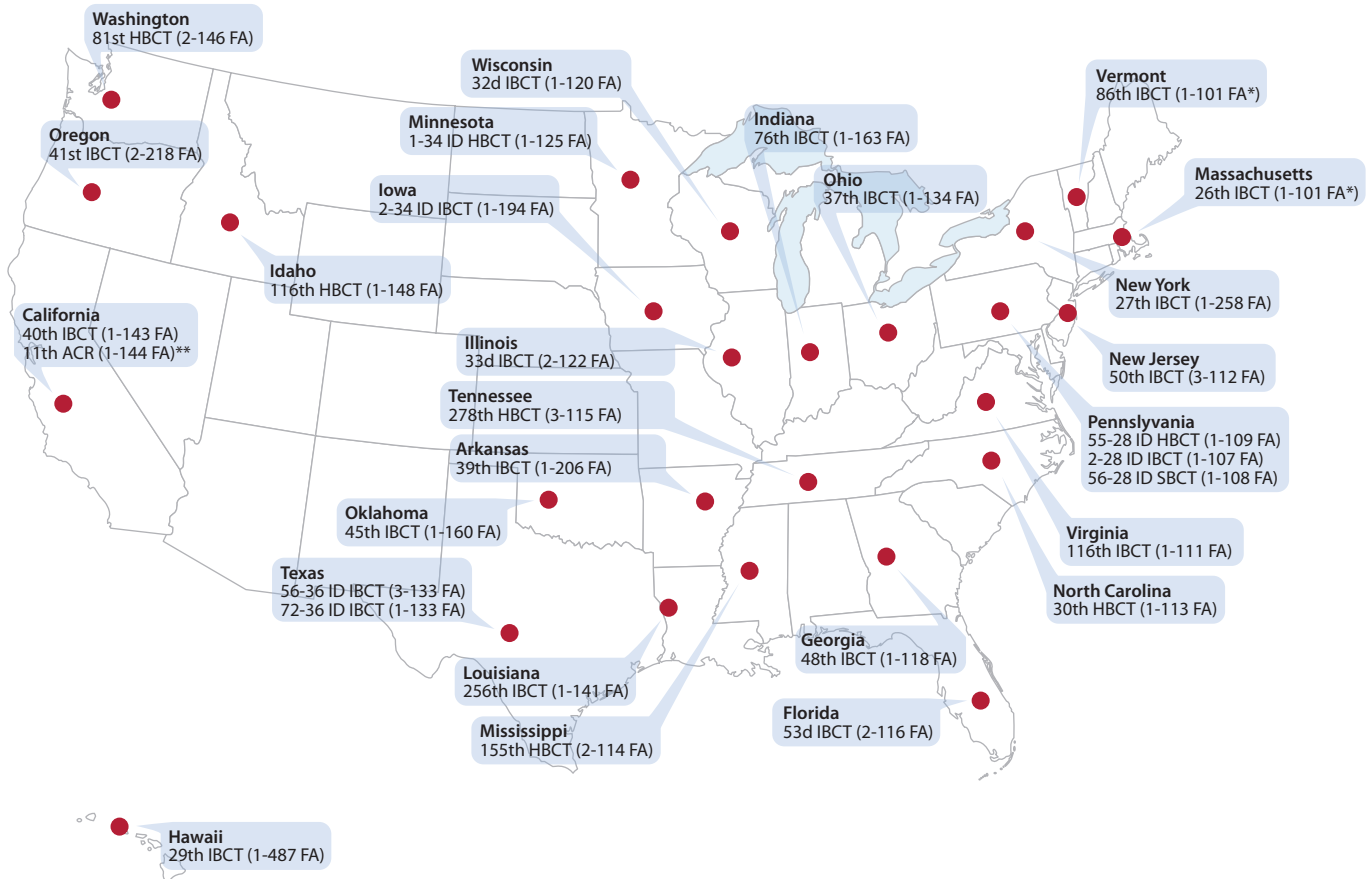 Washington
81st HBCT (2-146 FA)
Oregon
41st IBCT (2-218 FA)
Idaho
116th HBCT (1-148 FA)
California
40th IBCT (1-143 FA)
11th ACR (1-144 FA)**
Wisconsin
32d IBCT (1-120 FA)
Minnesota
1-34 ID HBCT (1-125 FA)
Iowa
2-34 ID IBCT (1-194 FA)
Indiana
76th IBCT (1-163 FA)
Ohio
37th IBCT (1-134 FA)
Vermont
86th IBCT (1-101 FA*)
Massachusetts
26th IBCT (1-101 FA*)
New York
27th IBCT (1-258 FA)
New Jersey
50th IBCT (3-112 FA)
Illinois
33d IBCT (2-122 FA)
Tennessee
278th HBCT (3-115 FA)
Arkansas
39th IBCT (1-206 FA)
Oklahoma
45th IBCT (1-160 FA)
Texas
56-36 ID IBCT (3-133 FA)
72-36 ID IBCT (1-133 FA)
Pennslyvania
55-28 ID HBCT (1-109 FA)
2-28 ID IBCT (1-107 FA)
56-28 ID SBCT (1-108 FA)
Virginia
116th IBCT (1-111 FA)
North Carolina
30th HBCT (1-113 FA)
Georgia
48th IBCT (1-118 FA)
Louisiana
256th IBCT (1-141 FA)
Mississippi
155th HBCT (2-114 FA)
Florida
53d IBCT (2-116 FA)
Hawaii
29th IBCT (1-487 FA)